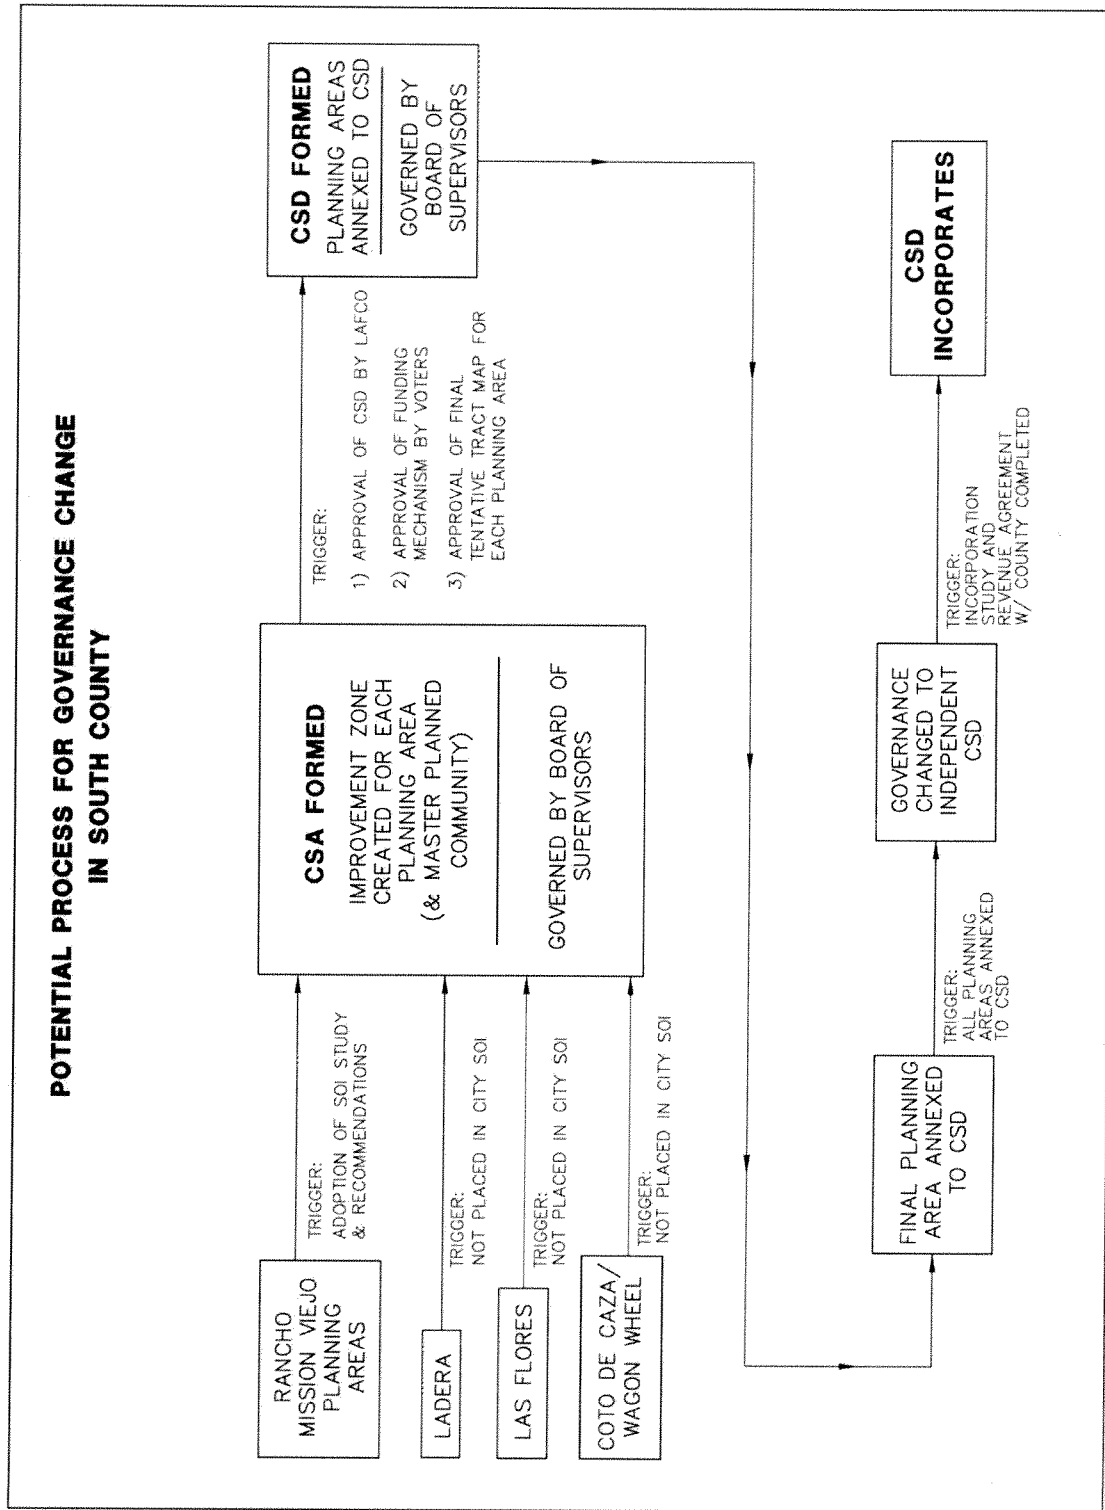 POTENTIAL PROCESS FOR GOVERNANCE CHANGE
IN SOUTH COUNTY
RANCHO
MISSION VIEJO
PLANNING
AREAS
TRIGGER:
ADOPTION OF SOI STUDY
& RECOMMENDATIONS
LADERA
TRIGGER:
NOT PLACED IN CITY SOI
LAS FLORES
TRIGGER:
NOT PLACED IN CITY SOI
COTO DE CAZA/
WAGON WHEEL
TRIGGER:
NOT PLACED IN CITY SOI
CSA FORMED
IMPROVEMENT ZONE
CREATED FOR EACH
PLANNING AREA
(& MASTER PLANNED
COMMUNITY)
GOVERNED BY BOARD OF
SUPERVISORS
TRIGGER:
1) APPROVAL OF CSD BY LAFCO
2) APPROVAL OF FUNDING
MECHANISM BY VOTERS
3) APPROVAL OF FINAL
TENTATIVE TRACT MAP FOR
EACH PLANNING AREA
CSD FORMED
PLANNING AREAS
ANNEXED TO CSD
GOVERNED BY
BOARD OF
SUPERVISORS
FINAL PLANNING
AREA ANNEXED
TO CSD
TRIGGER:
ALL PLANNING
AREAS ANNEXED
TO CSD
GOVERNANCE
CHANGED TO
INDEPENDENT
CSD
TRIGGER:
INCORPORATION
STUDY AND
REVENUE AGREEMENT
W/ COUNTY COMPLETED
CSD
INCORPORATES